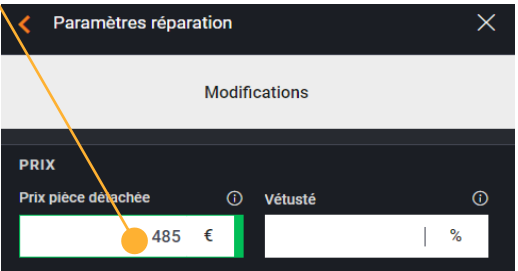 Paramètres réparation
Modifications
PRIX
Prix pièce détachée
Vétusté
485 €
%